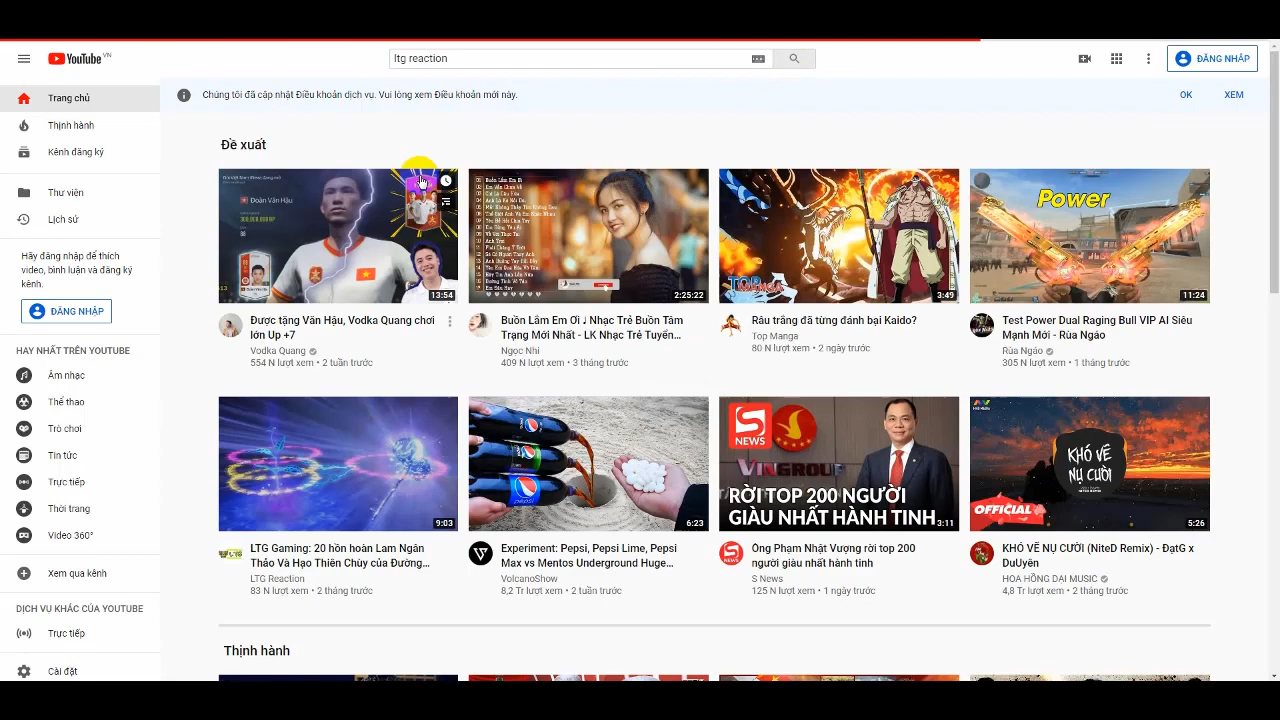 YouTube VN
ltg reaction
ĐĂNG NHẬP
Chúng tôi đã cập nhật Điều khoản dịch vụ. Vui lòng xem Điều khoản mới này.
OK
XEM
Trang chủ
Thịnh hành
Kênh đăng ký
Thư viện
Lịch sử
Hãy đăng nhập để thích
video, bình luận và đăng ký
kênh.
ĐĂNG NHẬP
HAY NHẤT TRÊN YOUTUBE
Âm nhạc
Thể thao
Trò chơi
Tin tức
Trực tiếp
Thời trang
Video 360°
Xem qua kênh
DỊCH VỤ KHÁC CỦA YOUTUBE
Trực tiếp
Cài đặt
Đề xuất
Đoàn Văn Hậu
13:54
Được tặng Văn Hậu, Vodka Quang chơi
lớn Up +7
Vodka Quang
554 N lượt xem • 2 tuần trước
2:25:22
Buồn Lắm Em Ơi ♩ Nhạc Trẻ Buồn Tâm
Trạng Mới Nhất - LK Nhạc Trẻ Tuyển...
Ngọc Nhi
409 N lượt xem • 3 tháng trước
TOP
MANGA
3:49
Râu trắng đã từng đánh bại Kaido?
Top Manga
80 N lượt xem • 2 ngày trước
Power
11:24
Test Power Dual Raging Bull VIP AI Siêu
Mạnh Mới - Rùa Ngáo
Rùa Ngáo
305 N lượt xem • 1 tháng trước
9:03
LTG Gaming: 20 hồn hoàn Lam Ngân
Thảo Và Hạo Thiên Chùy của Đường...
LTG Reaction
83 N lượt xem • 2 tháng trước
pepsi
6:23
Experiment: Pepsi, Pepsi Lime, Pepsi
Max vs Mentos Underground Huge...
VolcanoShow
8,2 Tr lượt xem • 2 tuần trước
S
NEWS
VINGROUP
RỜI TOP 200 NGƯỜI
GIÀU NHẤT HÀNH TINH
3:11
Ông Phạm Nhật Vượng rời top 200
người giàu nhất hành tinh
S News
125 N lượt xem • 1 ngày trước
KHÓ VẼ
NỤ CƯỜI
OFFICIAL
5:26
KHÓ VẼ NỤ CƯỜI (NiteD Remix) - ĐạtG x
DuUyên
HOA HỒNG DẠI MUSIC
4,8 Tr lượt xem • 2 tháng trước
Thịnh hành